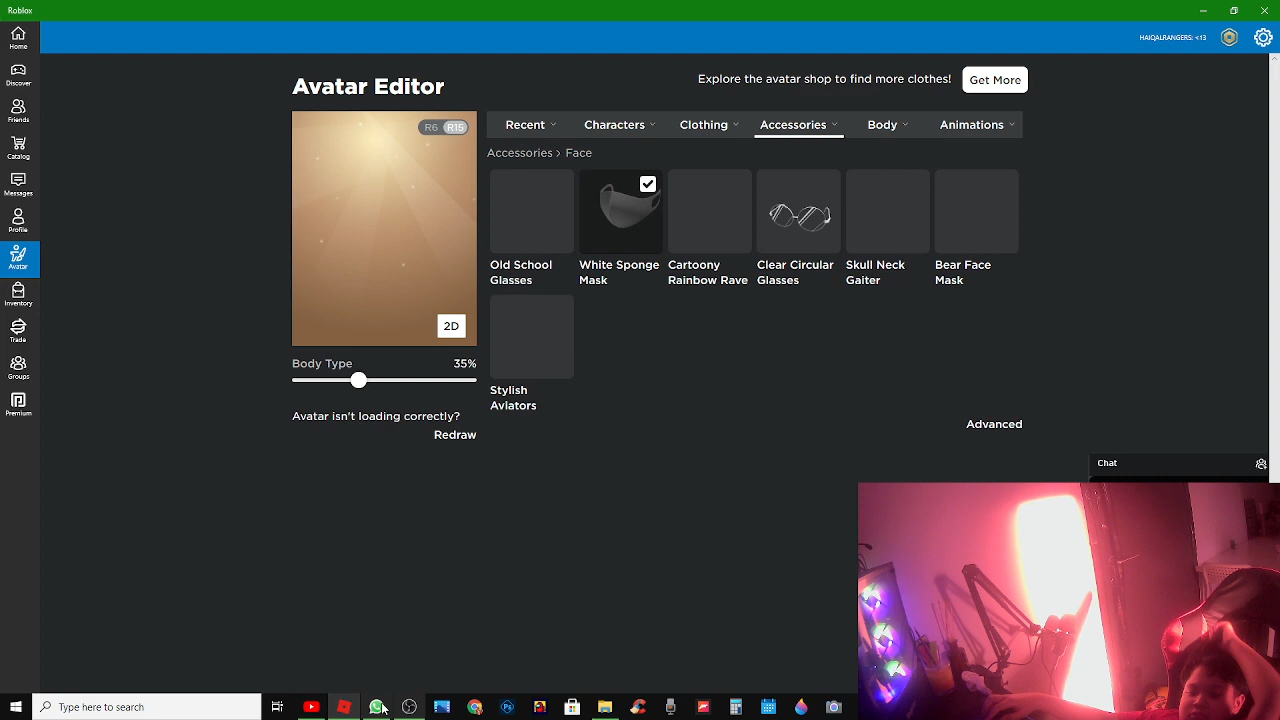 Roblox
HAIQALRANGERS: <13
Home
Discover
Friends
Catalog
Messages
Profile
Avatar
Inventory
Trade
Groups
Premium
Avatar Editor
Explore the avatar shop to find more clothes!
Get More
R6 R15
2D
Body Type 35%
Avatar isn't loading correctly?
Redraw
Recent Characters Clothing Accessories Body Animations
Accessories > Face
Old School
Glasses
White Sponge
Mask
Cartoony
Rainbow Rave
Clear Circular
Glasses
Skull Neck
Gaiter
Bear Face
Mask
Stylish
Aviators
Advanced
Chat
Type here to search